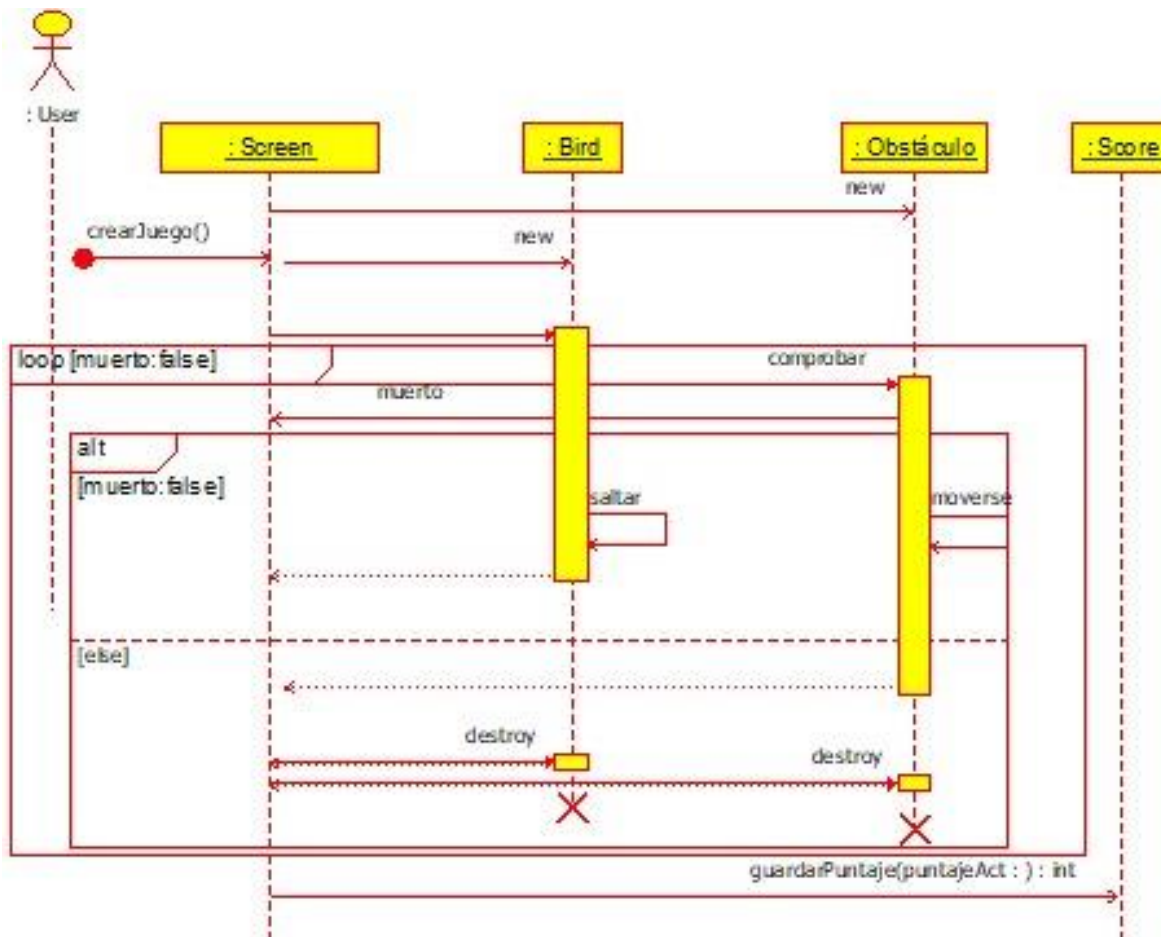 : User
: Screen
: Bird
: Obstáculo
: Score
new
crearJuego()
new
loop [muerto:false]
comprobar
muerto
alt
[muerto:false]
saltar
moverse
[else]
destroy
destroy
guardarPuntaje(puntajeAct : ) : int